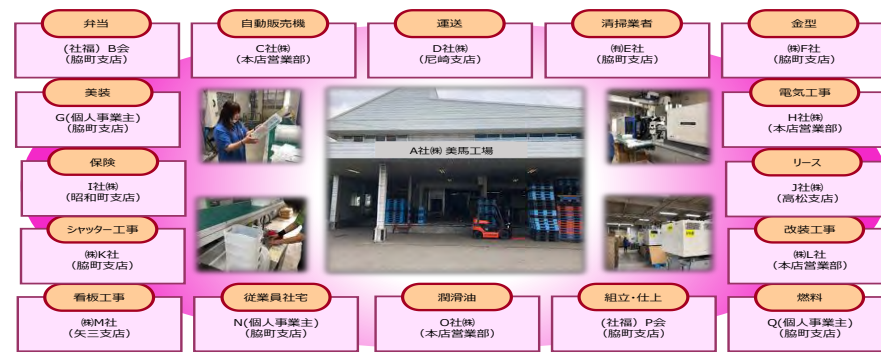 弁当
(社福) B会
(脇町支店)
自動販売機
C社㈱
(本店営業部)
運送
D社㈱
(尼崎支店)
清掃業者
㈲E社
(脇町支店)
金型
㈱F社
(脇町支店)
美装
G(個人事業主)
(脇町支店)
電気工事
H社㈱
(本店営業部)
A社㈱ 美馬工場
保険
I社㈱
(昭和町支店)
リース
J社㈱
(高松支店)
シャッター工事
㈱K社
(脇町支店)
改装工事
㈱L社
(本店営業部)
看板工事
㈱M社
(矢三支店)
従業員社宅
N(個人事業主)
(脇町支店)
潤滑油
O社㈱
(本店営業部)
組立・仕上
(社福) P会
(脇町支店)
燃料
Q(個人事業主)
(脇町支店)